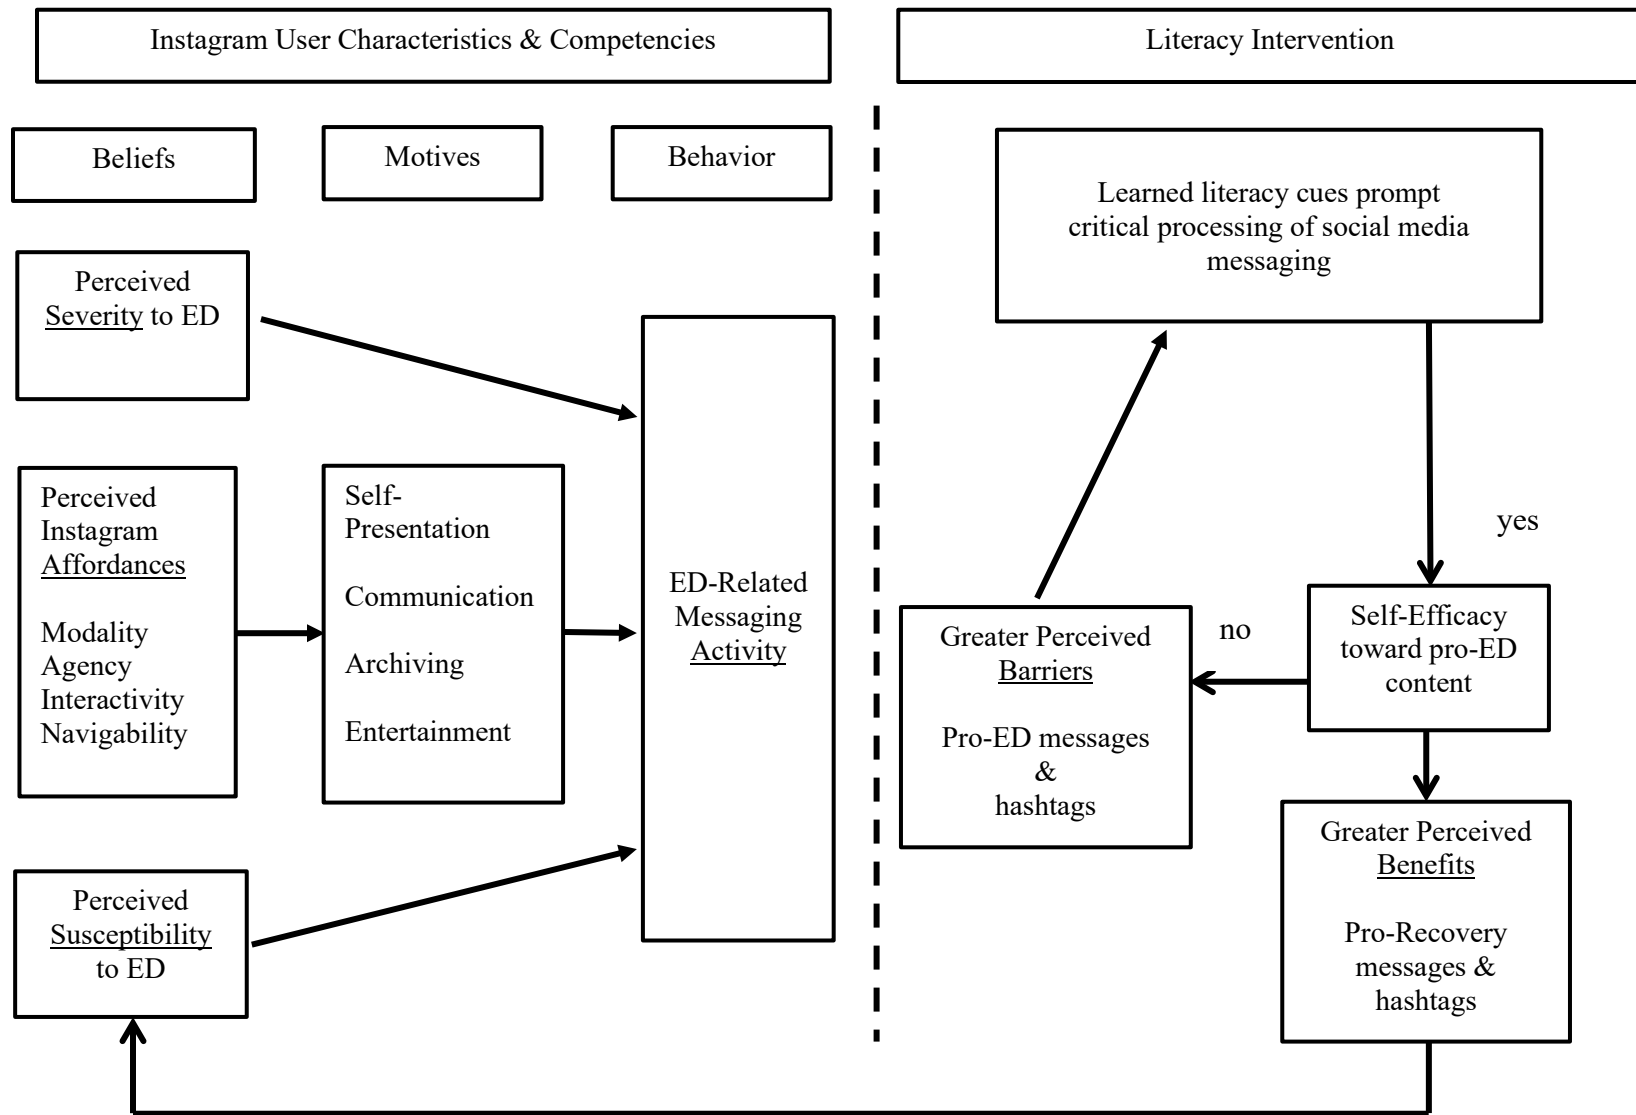 Instagram User Characteristics & Competencies
Literacy Intervention
Beliefs
Motives
Behavior
Perceived
Severity to ED
Perceived
Instagram
Affordances
Modality
Agency
Interactivity
Navigability
Perceived
Susceptibility
to ED
Self-
Presentation
Communication
Archiving
Entertainment
ED-Related
Messaging
Activity
Learned literacy cues prompt
critical processing of social media
messaging
yes
Self-Efficacy
toward pro-ED
content
no
Greater Perceived
Barriers
Pro-ED messages
&
hashtags
Greater Perceived
Benefits
Pro-Recovery
messages &
hashtags